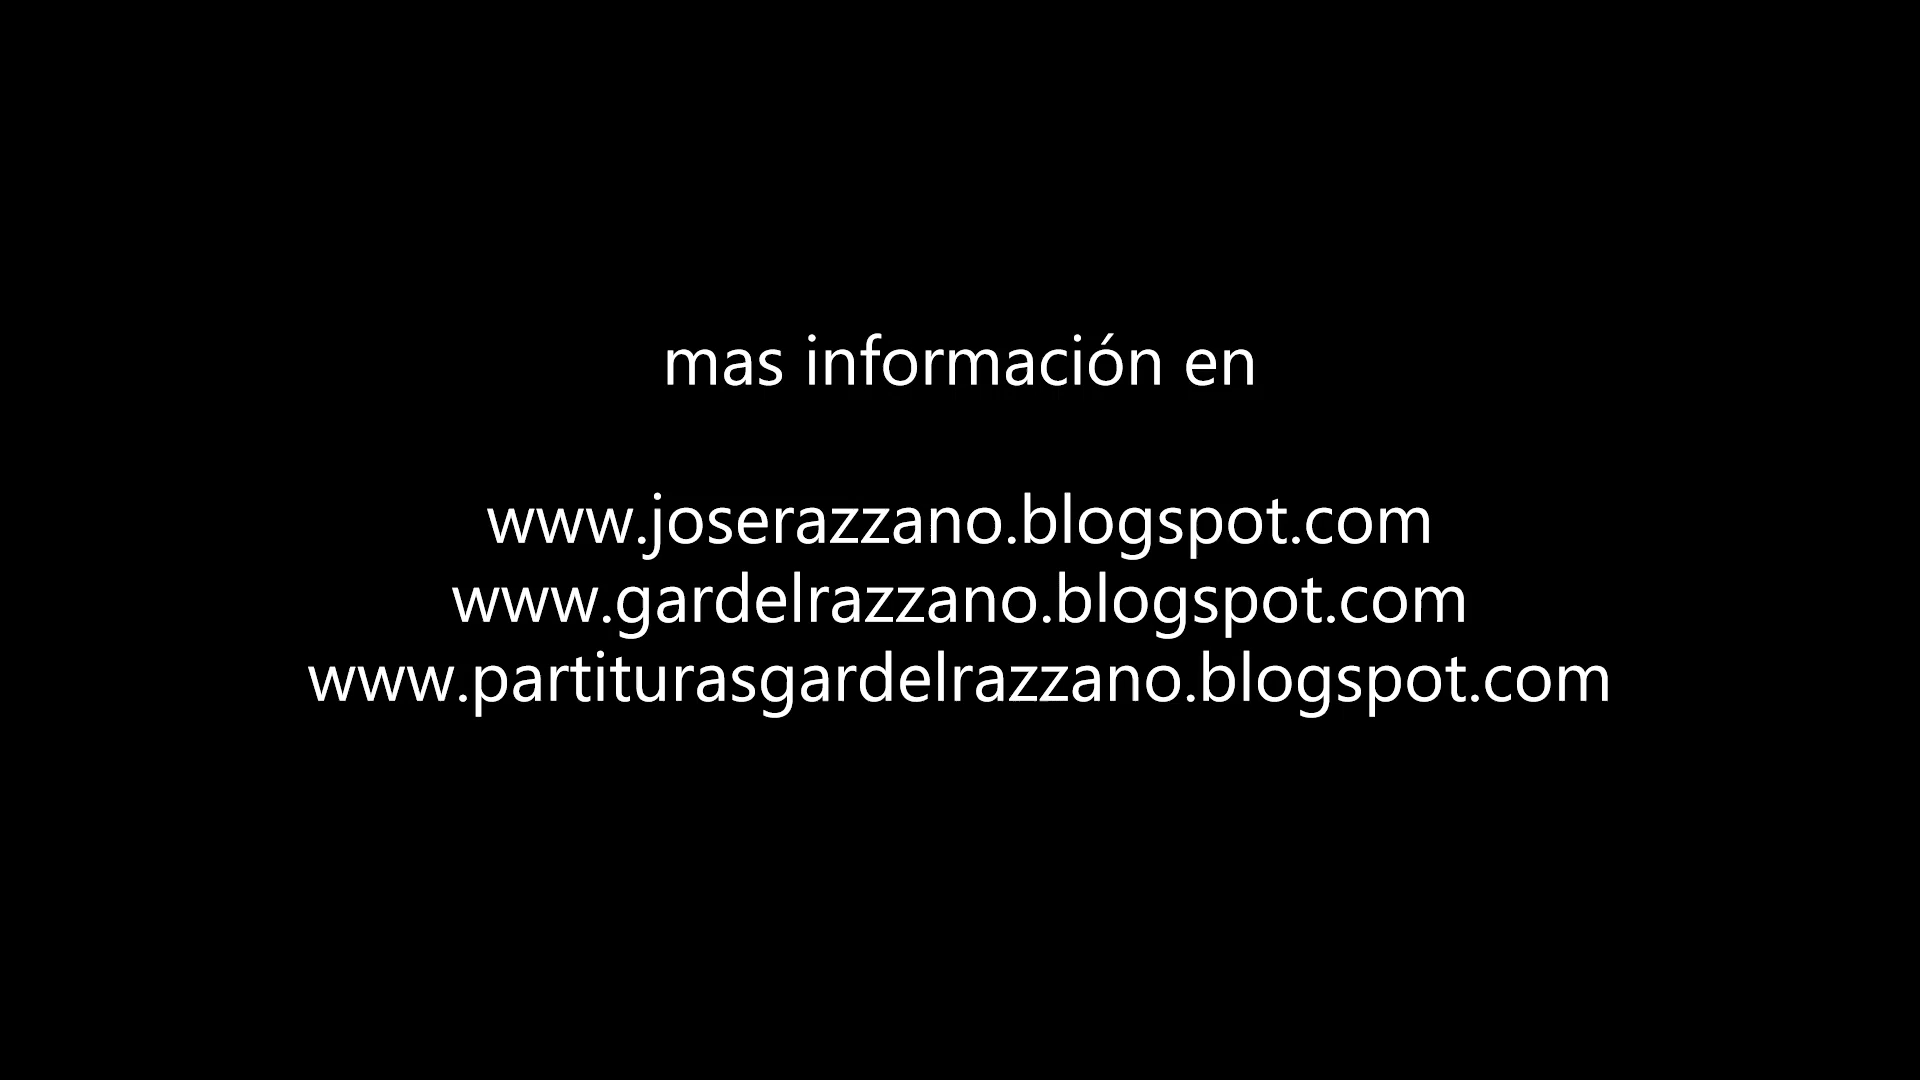 mas información en
www.joserazzano.blogspot.com
www.gardelrazzano.blogspot.com
www.partiturasgardelrazzano.blogspot.com